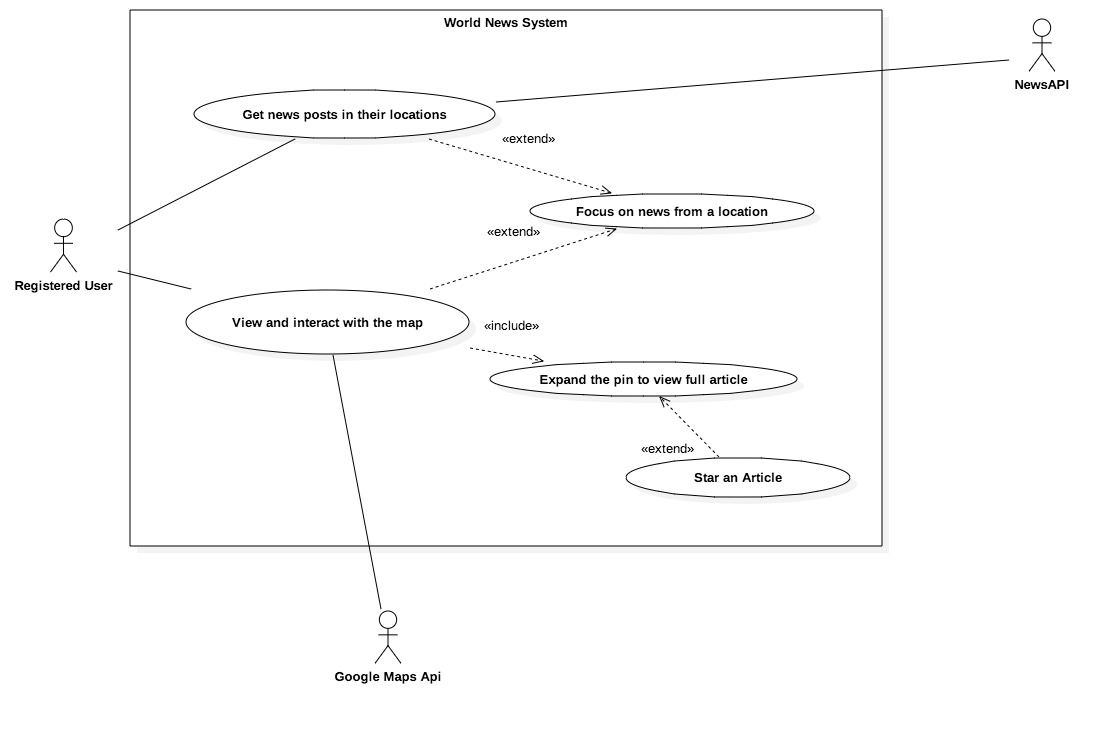 World News System
NewsAPI
Get news posts in their locations
«extend»
Focus on news from a location
«extend»
Registered User
View and interact with the map
«include»
Expand the pin to view full article
«extend»
Star an Article
Google Maps Api